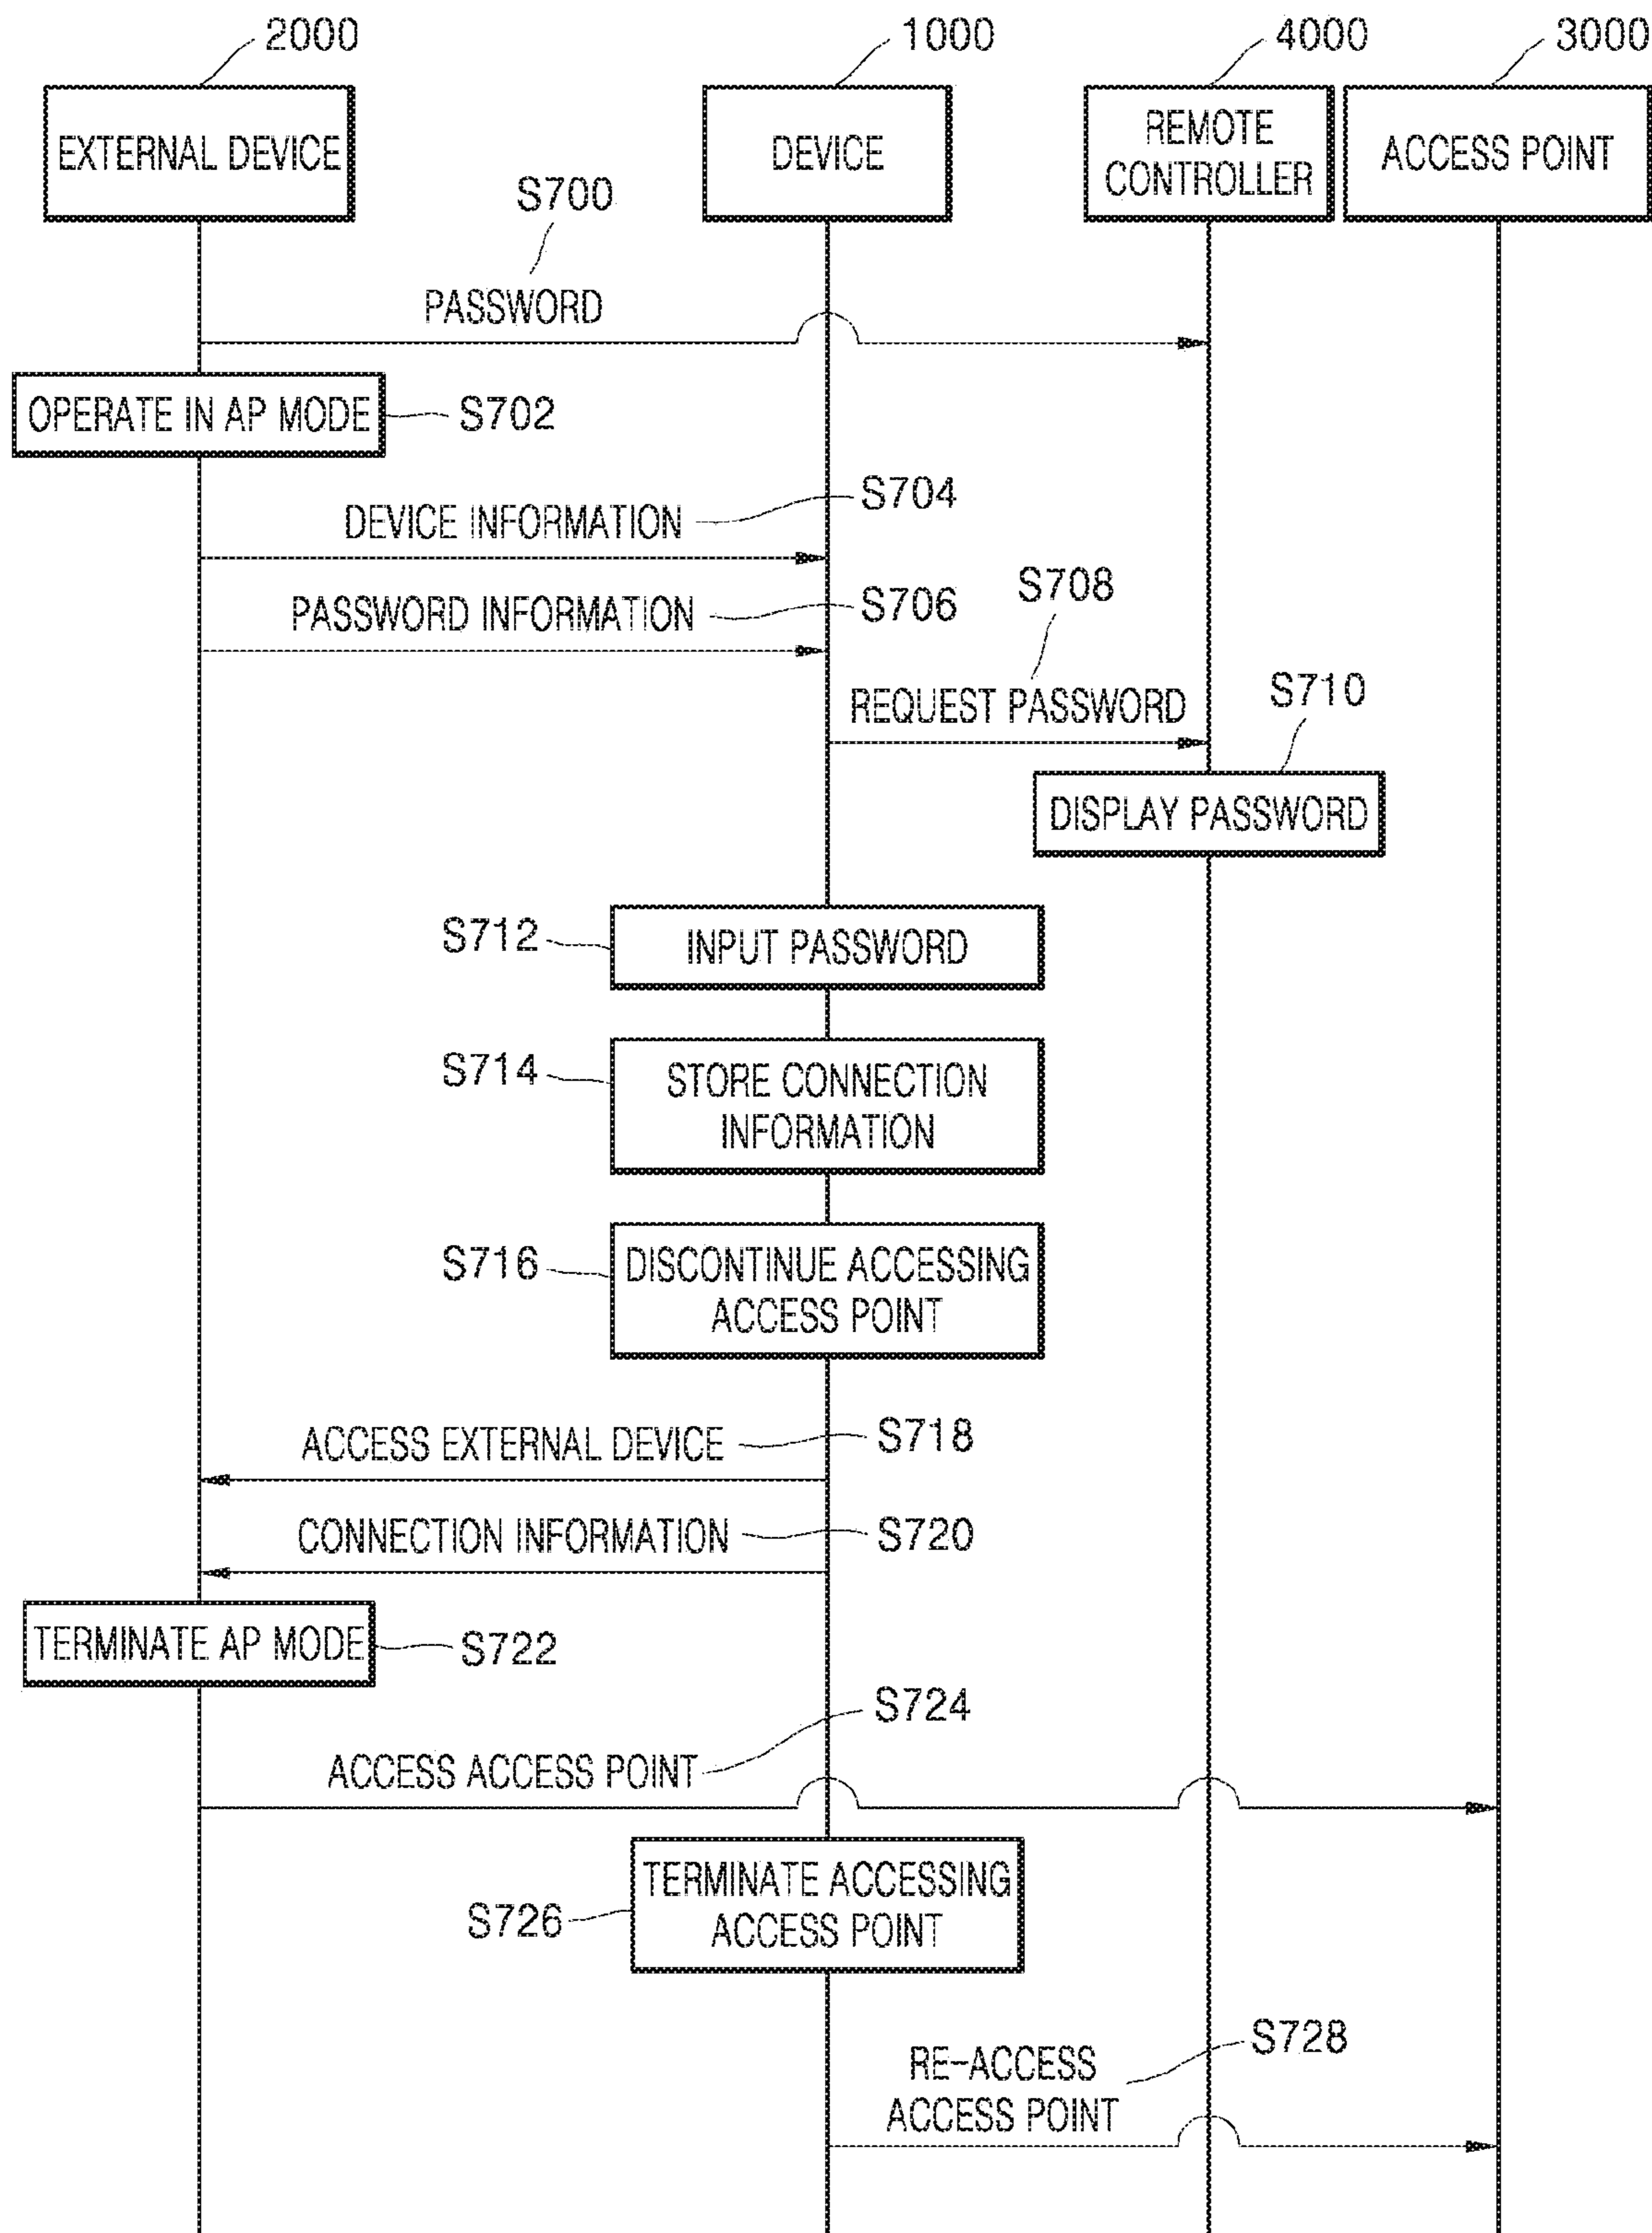 2000
1000
4000
3000
EXTERNAL DEVICE
DEVICE
REMOTE
CONTROLLER
ACCESS POINT
S700
PASSWORD
OPERATE IN AP MODE
S702
S704
DEVICE INFORMATION
S706
PASSWORD INFORMATION
S708
REQUEST PASSWORD
S710
DISPLAY PASSWORD
S712
INPUT PASSWORD
S714
STORE CONNECTION
INFORMATION
S716
DISCONTINUE ACCESSING
ACCESS POINT
ACCESS EXTERNAL DEVICE
S718
CONNECTION INFORMATION
S720
TERMINATE AP MODE
S722
S724
ACCESS ACCESS POINT
TERMINATE ACCESSING
ACCESS POINT
S726
S728
RE-ACCESS
ACCESS POINT